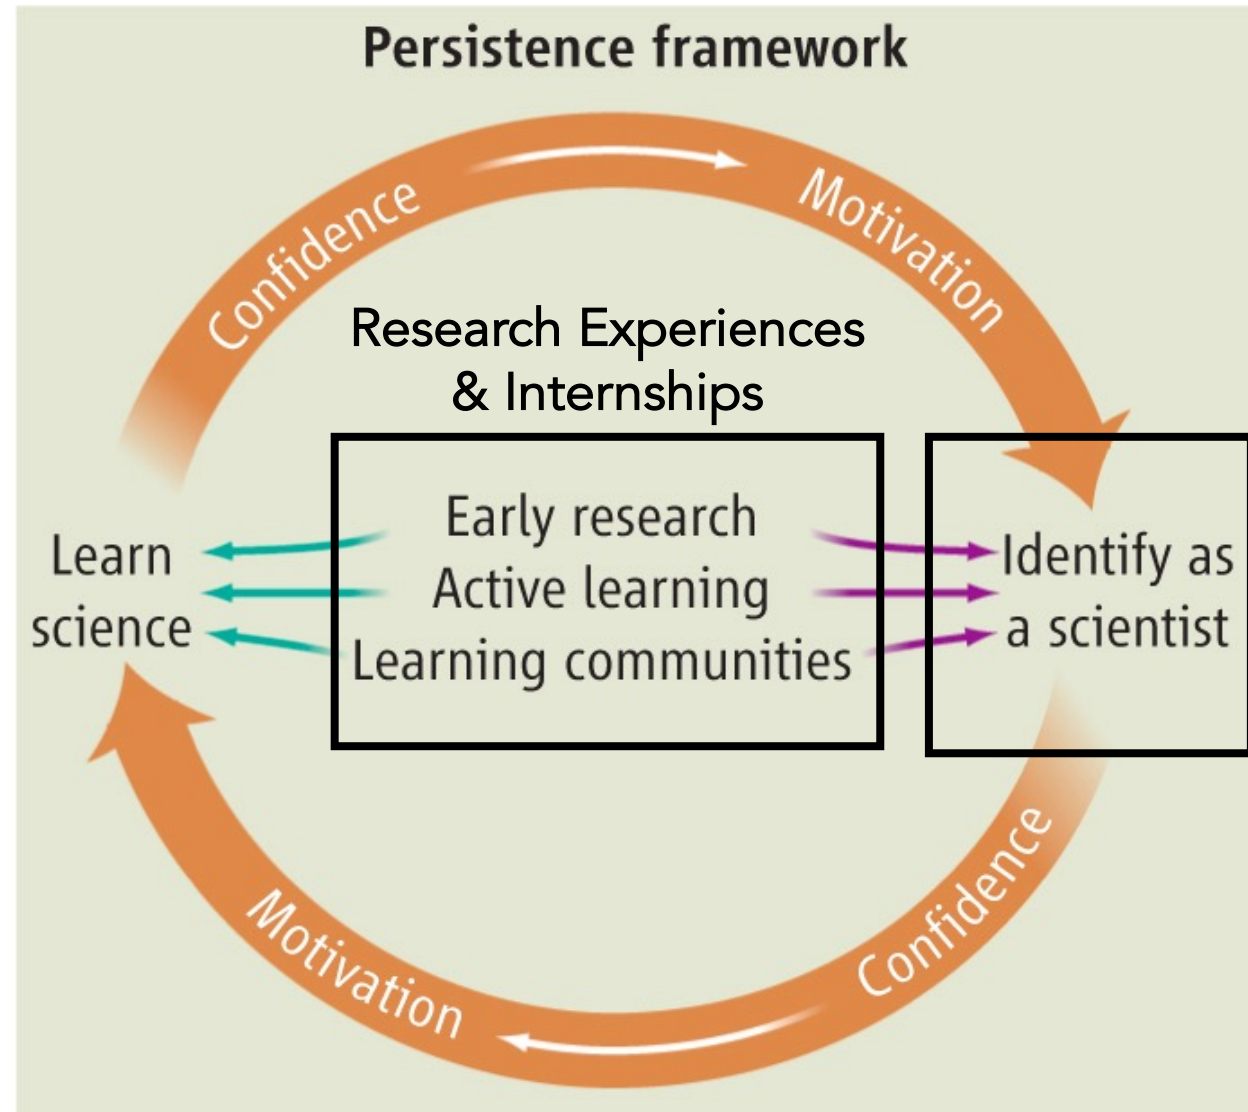 Persistence framework
Confidence
Motivation
Research Experiences
& Internships
Early research
Active learning
Learning communities
Learn
science
Identify as
a scientist
Motivation
Confidence